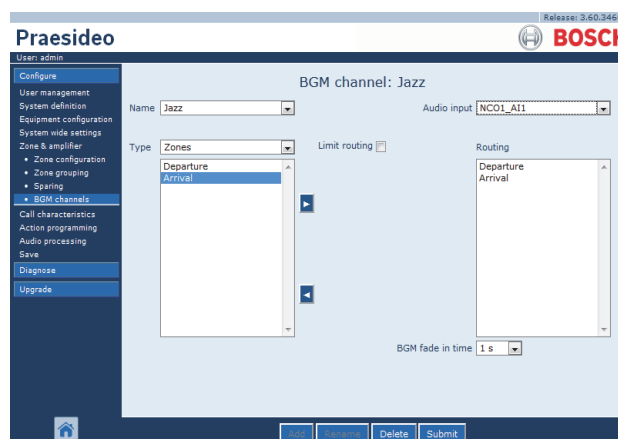 Release: 3.60.346
Praesideo
BOSCH
User: admin
Configure
User management
System definition
Equipment configuration
System wide settings
Zone & amplifier
• Zone configuration
• Zone grouping
• Sparing
• BGM channels
Call characteristics
Action programming
Audio processing
Save
Diagnose
Upgrade
BGM channel: Jazz
Name Jazz
Audio input NCO1_AI1
Type Zones
Limit routing
Routing
Departure
Arrival
Departure
Arrival
BGM fade in time 1 s
Add Rename Delete Submit